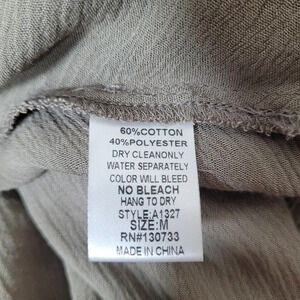 60%COTTON
40%POLYESTER
DRY CLEANONLY
WATER SEPARATELY
COLOR WILL BLEED
NO BLEACH
HANG TO DRY
STYLE:A1327
SIZE:M
RN#130733
MADE IN CHINA